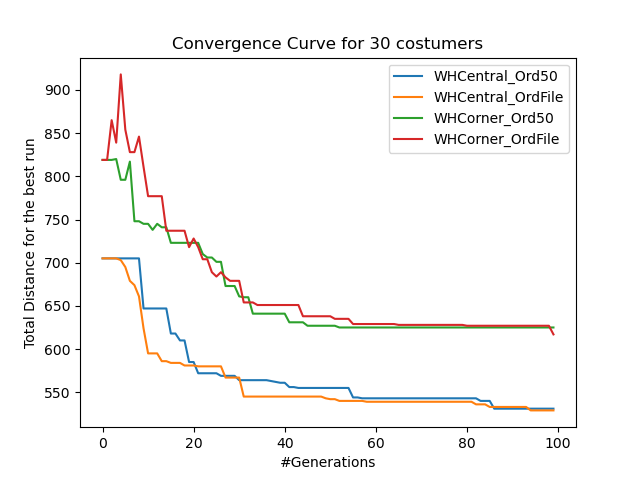 Convergence Curve for 30 costumers
WHCentral_Ord50
WHCentral_OrdFile
WHCorner_Ord50
WHCorner_OrdFile
Total Distance for the best run
900
850
800
750
700
650
600
550
0 20 40 60 80 100
#Generations